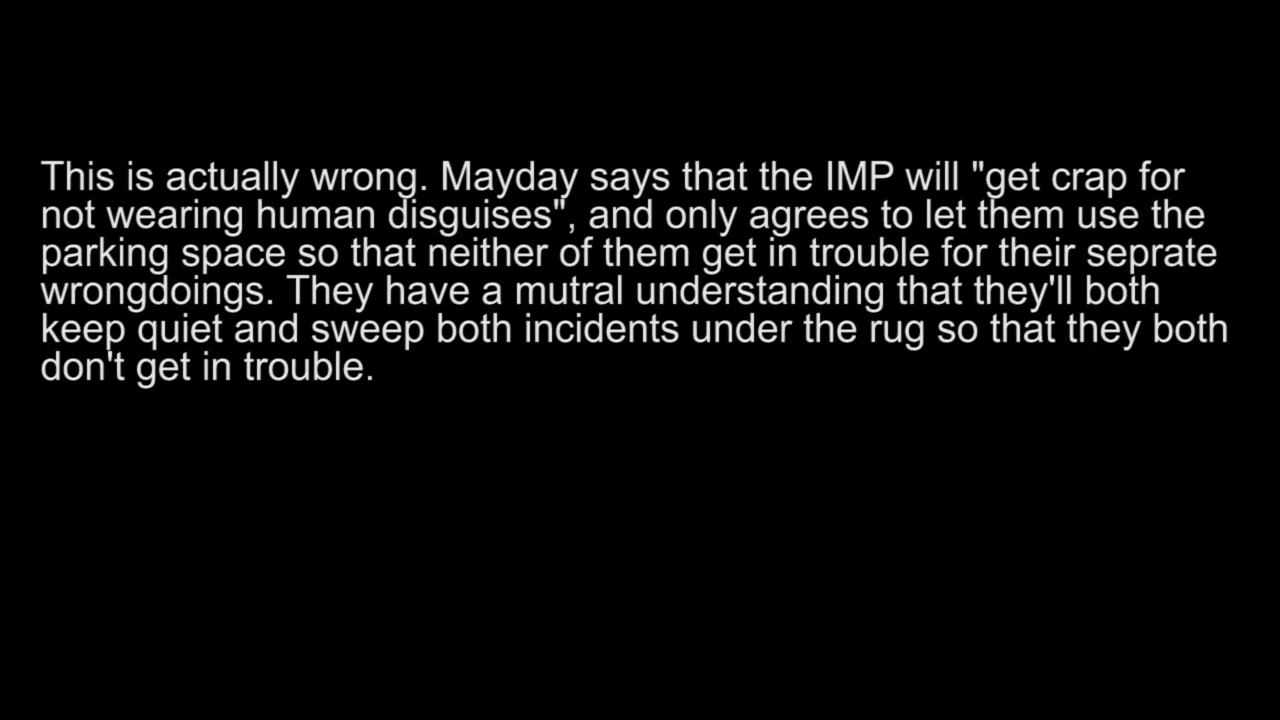 This is actually wrong. Mayday says that the IMP will "get crap for
not wearing human disguises", and only agrees to let them use the
parking space so that neither of them get in trouble for their seprate
wrongdoings. They have a mutral understanding that they'll both
keep quiet and sweep both incidents under the rug so that they both
don't get in trouble.